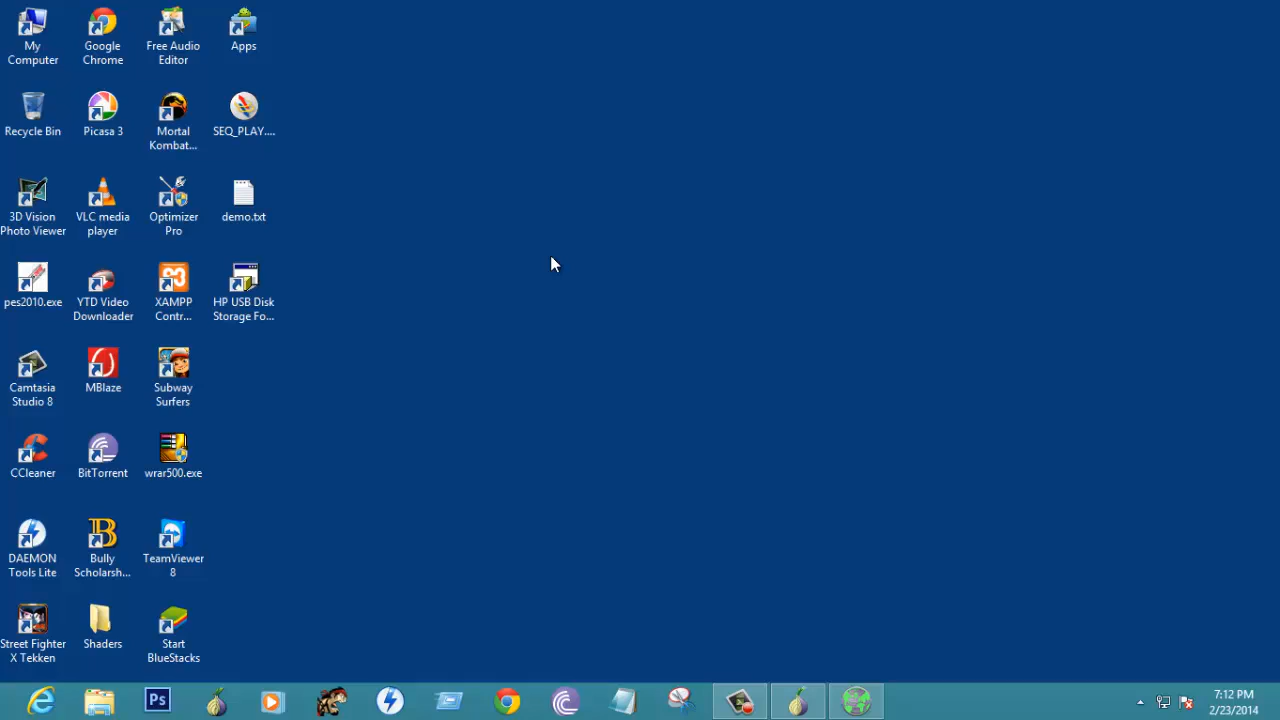 My
Computer
Google
Chrome
Free Audio
Editor
Apps
Recycle Bin
Picasa 3
Mortal
Kombat...
SEQ_PLAY....
3D Vision
Photo Viewer
VLC media
player
Optimizer
Pro
demo.txt
pes2010.exe
YTD Video
Downloader
XAMPP
Contr...
HP USB Disk
Storage Fo...
Camtasia
Studio 8
MBlaze
Subway
Surfers
CCleaner
BitTorrent
wrar500.exe
DAEMON
Tools Lite
B
Bully
Scholarsh...
TeamViewer
8
Street Fighter
X Tekken
Shaders
Start
BlueStacks
Ps
7:12 PM
2/23/2014